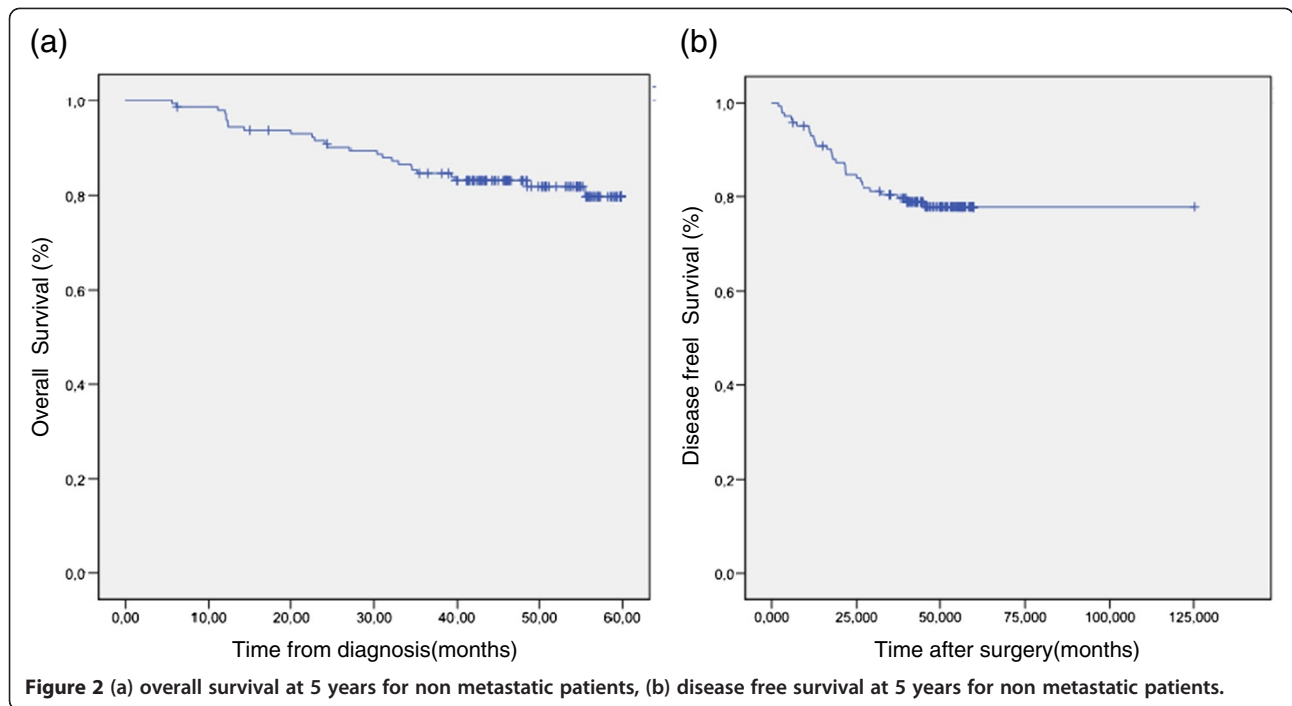 (a)
(b)
1,0
0,8
0,6
0,4
0,2
0,0
Overall Survival (%)
0,00 10,00 20,00 30,00 40,00 50,00 60,00
Time from diagnosis(months)
1,0
0,8
0,6
0,4
0,2
0,0
Disease freel Survival (%)
0,000 25,000 50,000 75,000 100,000 125,000
Time after surgery(months)
Figure 2 (a) overall survival at 5 years for non metastatic patients, (b) disease free survival at 5 years for non metastatic patients.